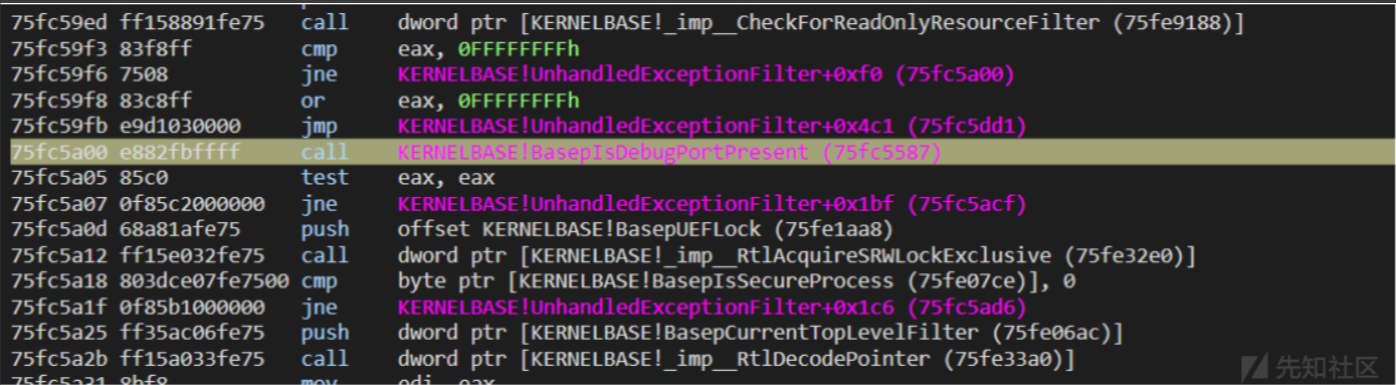 75fc59ed ff158891fe75 call dword ptr [KERNELBASE!_imp__CheckForReadOnlyResourceFilter (75fe9188)]
75fc59f3 83f8ff cmp eax, 0FFFFFFFFh
75fc59f6 7508 jne KERNELBASE!UnhandledExceptionFilter+0xf0 (75fc5a00)
75fc59f8 83c8ff or eax, 0FFFFFFFFh
75fc59fb e9d1030000 jmp KERNELBASE!UnhandledExceptionFilter+0x4c1 (75fc5dd1)
75fc5a00 e882fbffff call KERNELBASE!BasepIsDebugPortPresent (75fc5587)
75fc5a05 85c0 test eax, eax
75fc5a07 0f85c2000000 jne KERNELBASE!UnhandledExceptionFilter+0x1bf (75fc5acf)
75fc5a0d 68a81afe75 push offset KERNELBASE!BasepUEFLock (75fe1aa8)
75fc5a12 ff15e032fe75 call dword ptr [KERNELBASE!_imp__RtlAcquireSRWLockExclusive (75fe32e0)]
75fc5a18 803dce07fe7500 cmp byte ptr [KERNELBASE!BasepIsSecureProcess (75fe07ce)], 0
75fc5a1f 0f85b1000000 jne KERNELBASE!UnhandledExceptionFilter+0x1c6 (75fc5ad6)
75fc5a25 ff35ac06fe75 push dword ptr [KERNELBASE!BasepCurrentTopLevelFilter (75fe06ac)]
75fc5a2b ff15a033fe75 call dword ptr [KERNELBASE!_imp__RtlDecodePointer (75fe33a0)]
75fc5a31 8bf8 mov edi, eax
先知社区